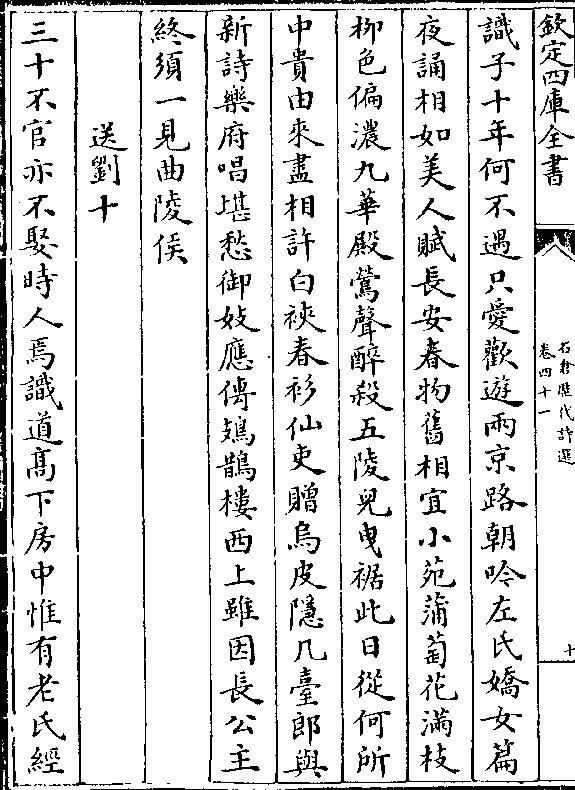 欽定四庫全書
石倉歷代詩選
卷四十一
十
識子十年何不遇只愛歡遊兩京路朝吟左氏嬌女篇
夜誦相如美人賦長安春物舊相宜小苑蒲萄花滿枝
柳色偏濃九華殿鶯聲醉殺五陵兒曳裾此日從何所
中貴由來盡相許白裌春衫仙吏贈烏皮隱几臺郎與
新詩樂府唱堪愁御妓應傳鳷鵲樓西上雖因長公主
終須一見曲陵侯
送劉十
三十不官亦不娶時人焉識道髙下房中惟有老氏經